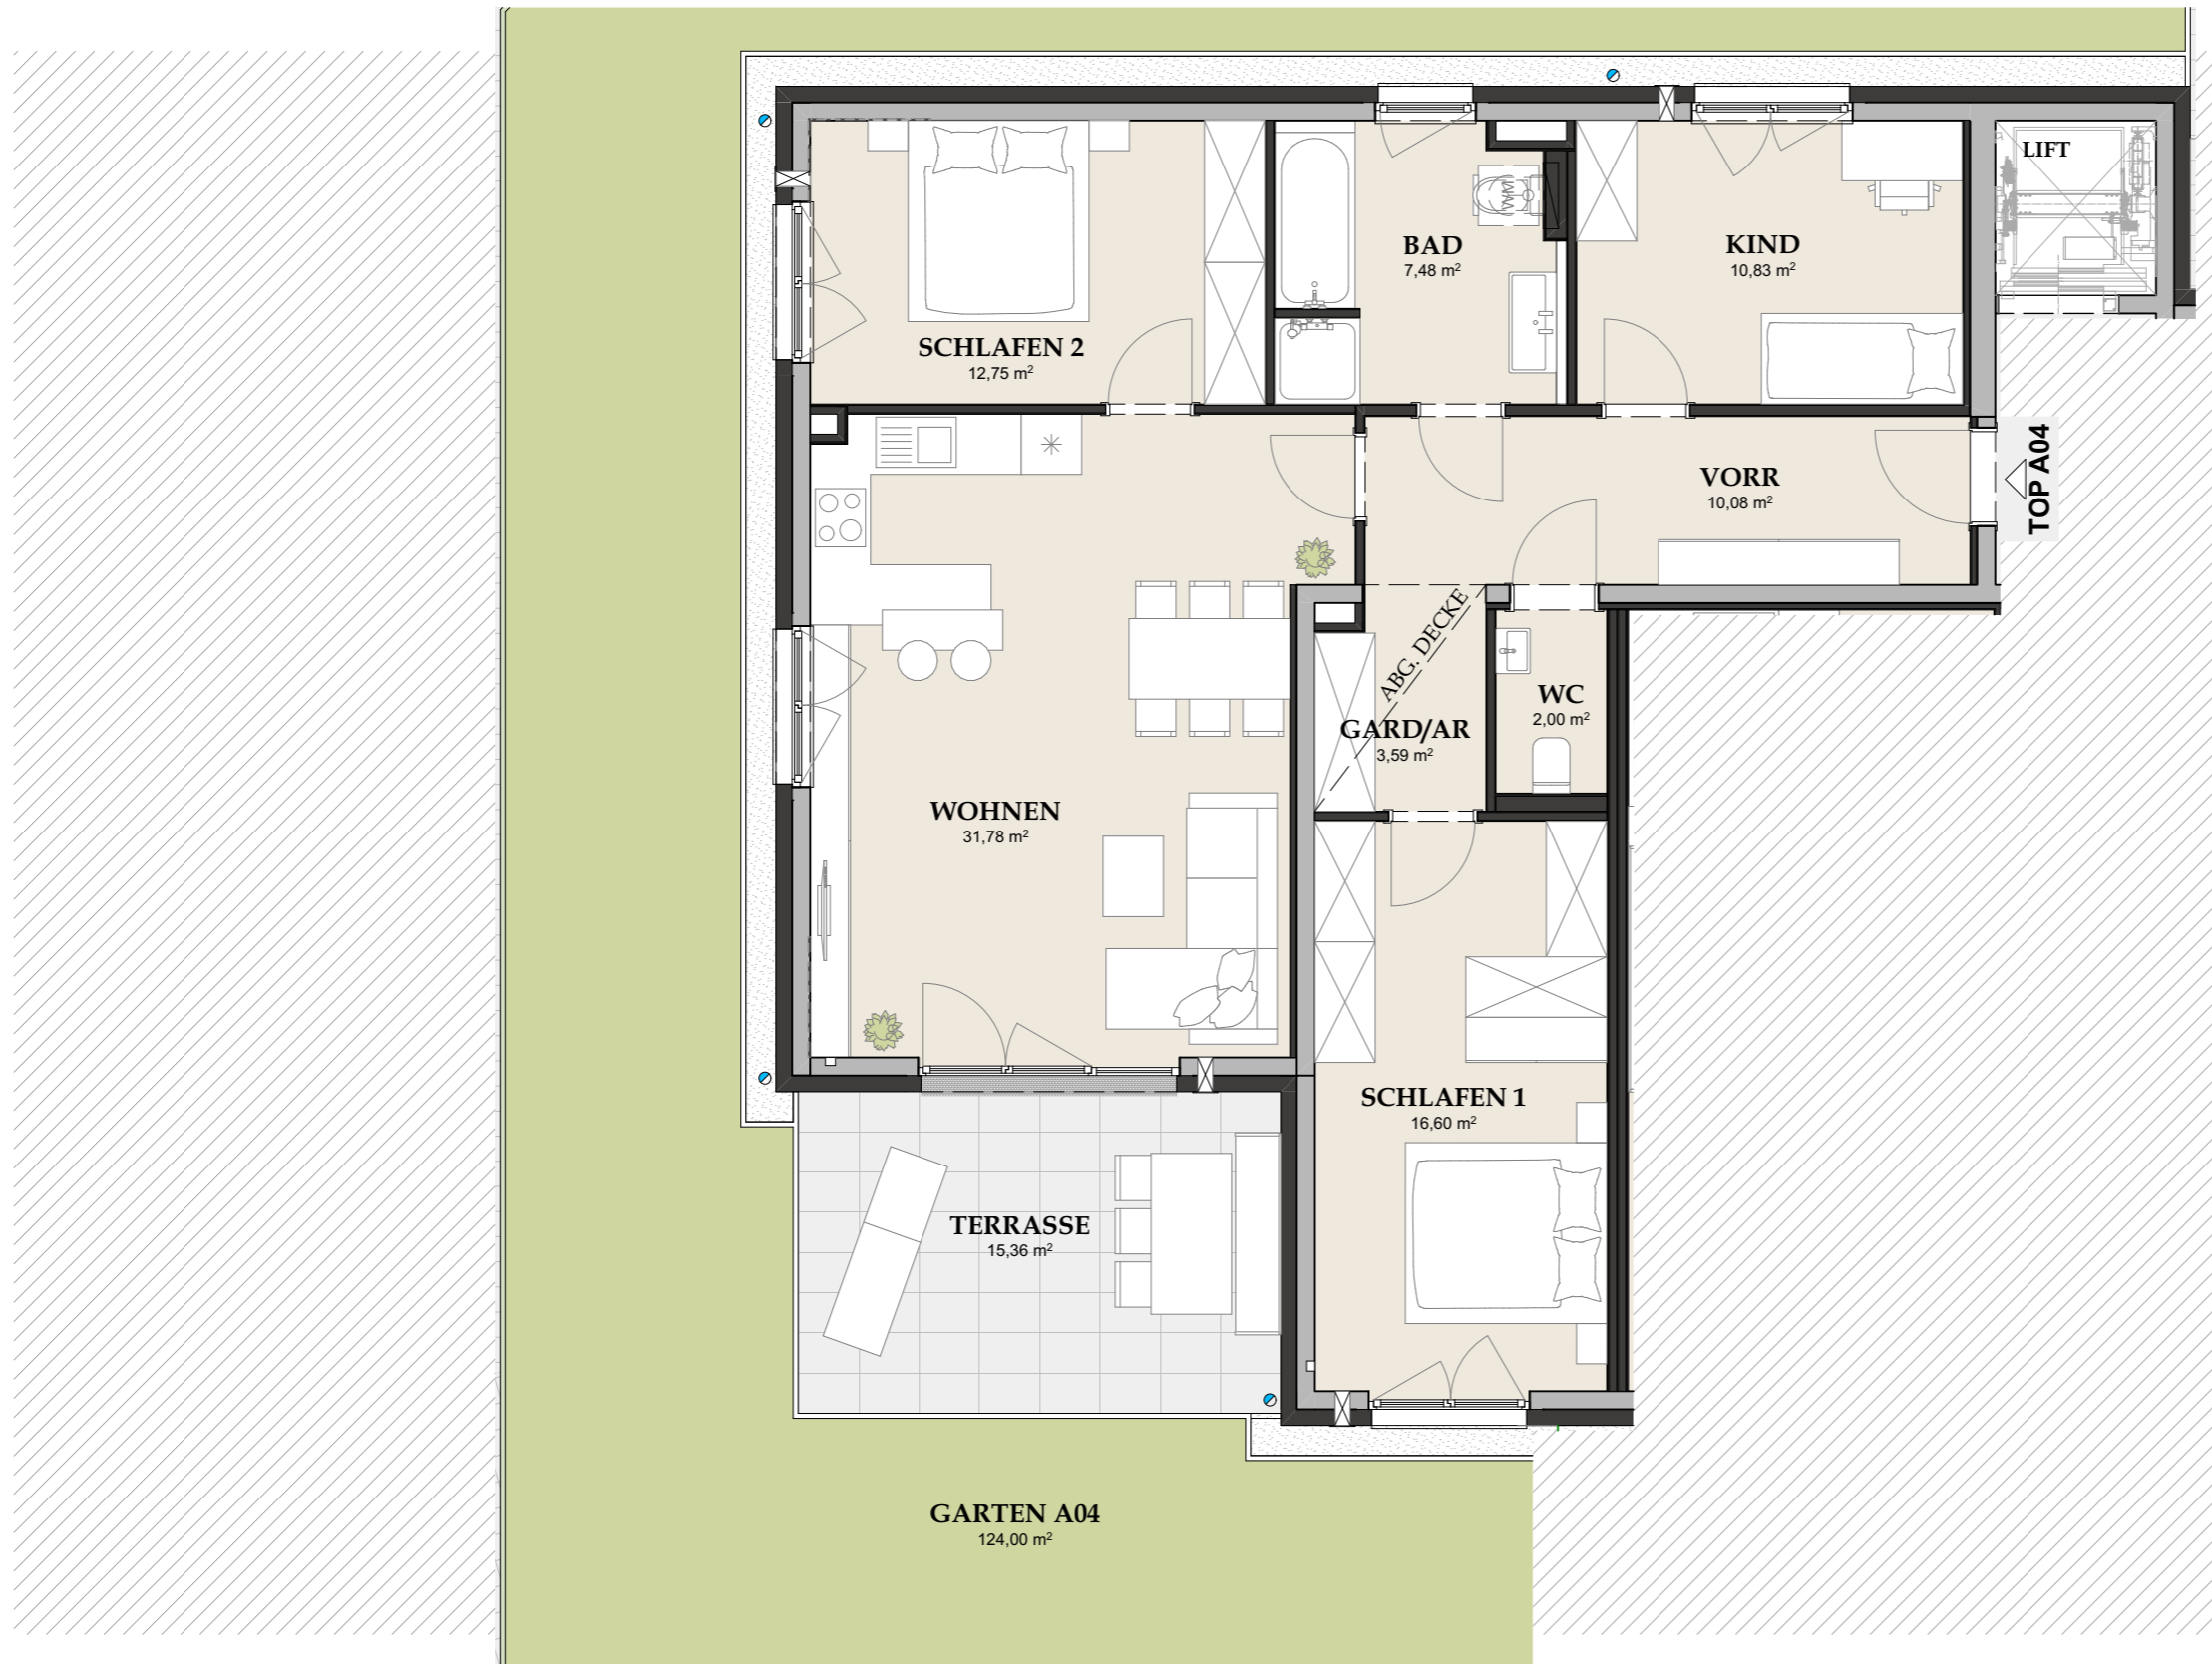 LIFT
BAD
7,48 m²
KIND
10,83 m²
SCHLAFEN 2
12,75 m²
VORR
10,08 m²
TOP A04
ABG. DECKE
WC
2,00 m²
GARD/AR
3,59 m²
WOHNEN
31,78 m²
SCHLAFEN 1
16,60 m²
TERRASSE
15,36 m²
GARTEN A04
124,00 m²